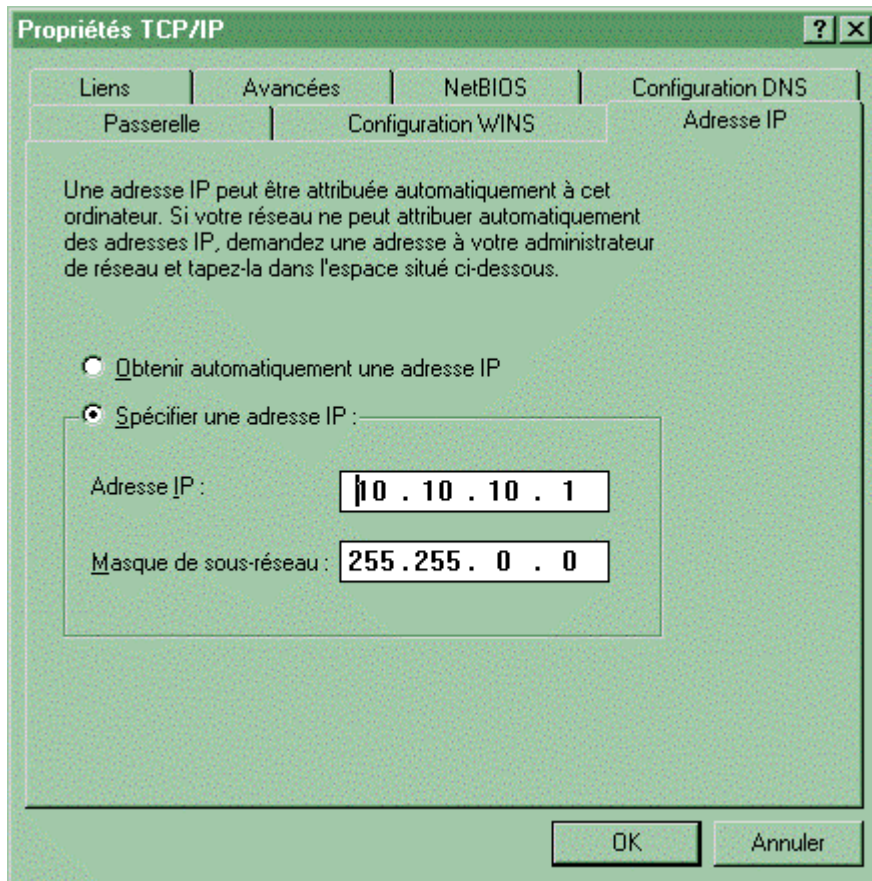 Propriétés TCP/IP
Liens Avancées NetBIOS Configuration DNS
Passerelle Configuration WINS Adresse IP
Une adresse IP peut être attribuée automatiquement à cet
ordinateur. Si votre réseau ne peut attribuer automatiquement
des adresses IP, demandez une adresse à votre administrateur
de réseau et tapez-la dans l'espace situé ci-dessous.
Obtenir automatiquement une adresse IP
Spécifier une adresse IP :
Adresse IP : 10 . 10 . 10 . 1
Masque de sous-réseau : 255.255. 0 . 0
OK Annuler